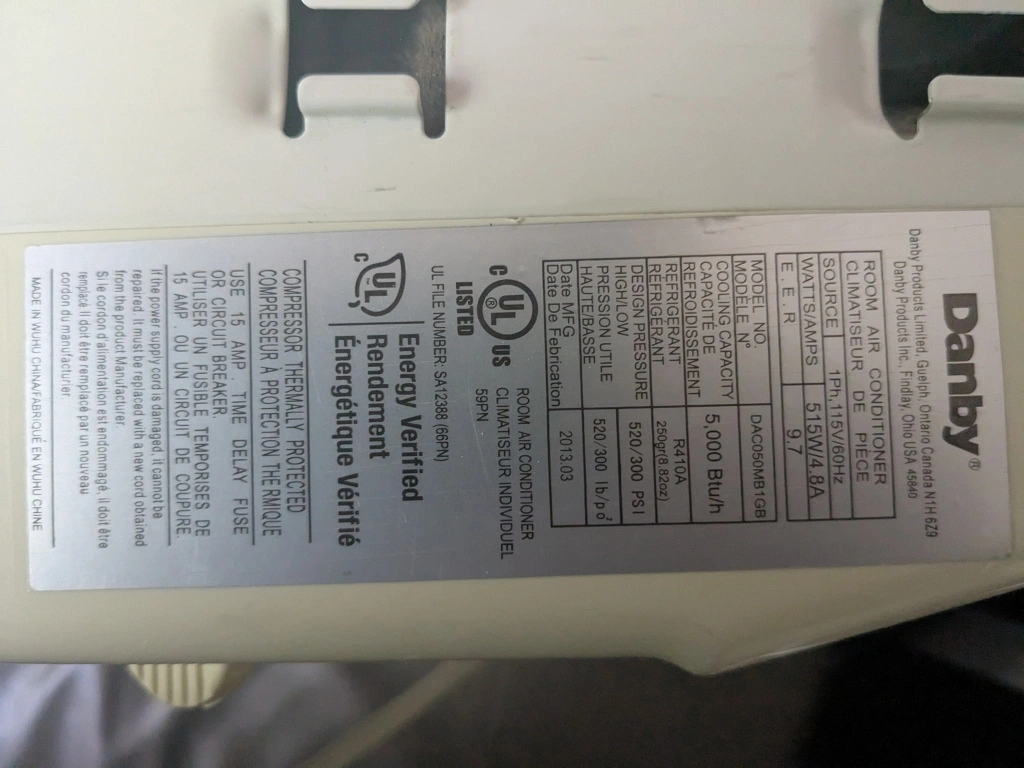 Danby®
Danby Products Limited, Guelph, Ontario Canada N1H 6Z9
Danby Products Inc, Findlay, Ohio USA 45840
ROOM AIR CONDITIONER
CLIMATISEUR DE PIÈCE
SOURCE 1Ph,115V/60Hz
WATTS/AMPS 515W/4.8A
E. E. R 9.7
MODEL NO.
MODÈLE N° DAC050MB1GB
COOLING CAPACITY
CAPACITÉ DE
REFROIDISSEMENT 5,000 Btu/h
REFRIGERANT R410A
REFRIGERANT 250gr(8.82oz)
DESIGN PRESSURE
HIGH/LOW 520/300 PSI
PRESSION UTILE
HAUTE/BASSE 520/300 lb/po²
Date MFG
Date De Fabrication 2013.03
C UL® US
LISTED
ROOM AIR CONDITIONER
CLIMATISEUR INDIVIDUEL
59PN
UL FILE NUMBER: SA12388 (66PN)
C UL
Energy Verified
Rendement
Énergétique Vérifié
COMPRESSOR THERMALLY PROTECTED
COMPRESSEUR À PROTECTION THERMIQUE
USE 15 AMP. TIME DELAY FUSE
OR CIRCUIT BREAKER.
UTILISER UN FUSIBLE TEMPORISES DE
15 AMP. OU UN CIRCUIT DE COUPURE.
If the power supply cord is damaged, it cannot be
repaired. It must be replaced with a new cord obtained
from the product Manufacturer.
Si le cordon d'alimentation est endommagé, il doit être
remplacé il doit être remplacé par un nouveau
cordon du manufacturier.
MADE IN WUHU CHINA/FABRIQUÉ EN WUHU CHINE